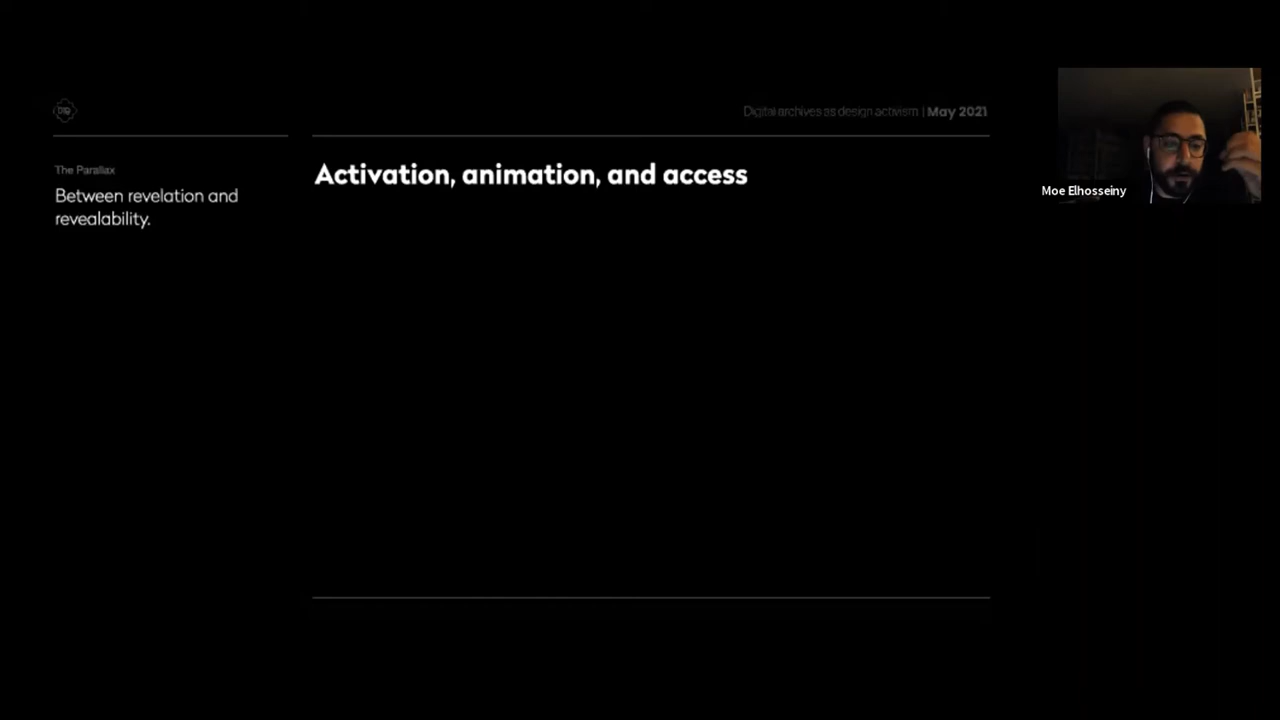 Digital archives as design activism | May 2021
The Parallax
Between revelation and
revealability.
Activation, animation, and access
Moe Elhosseiny